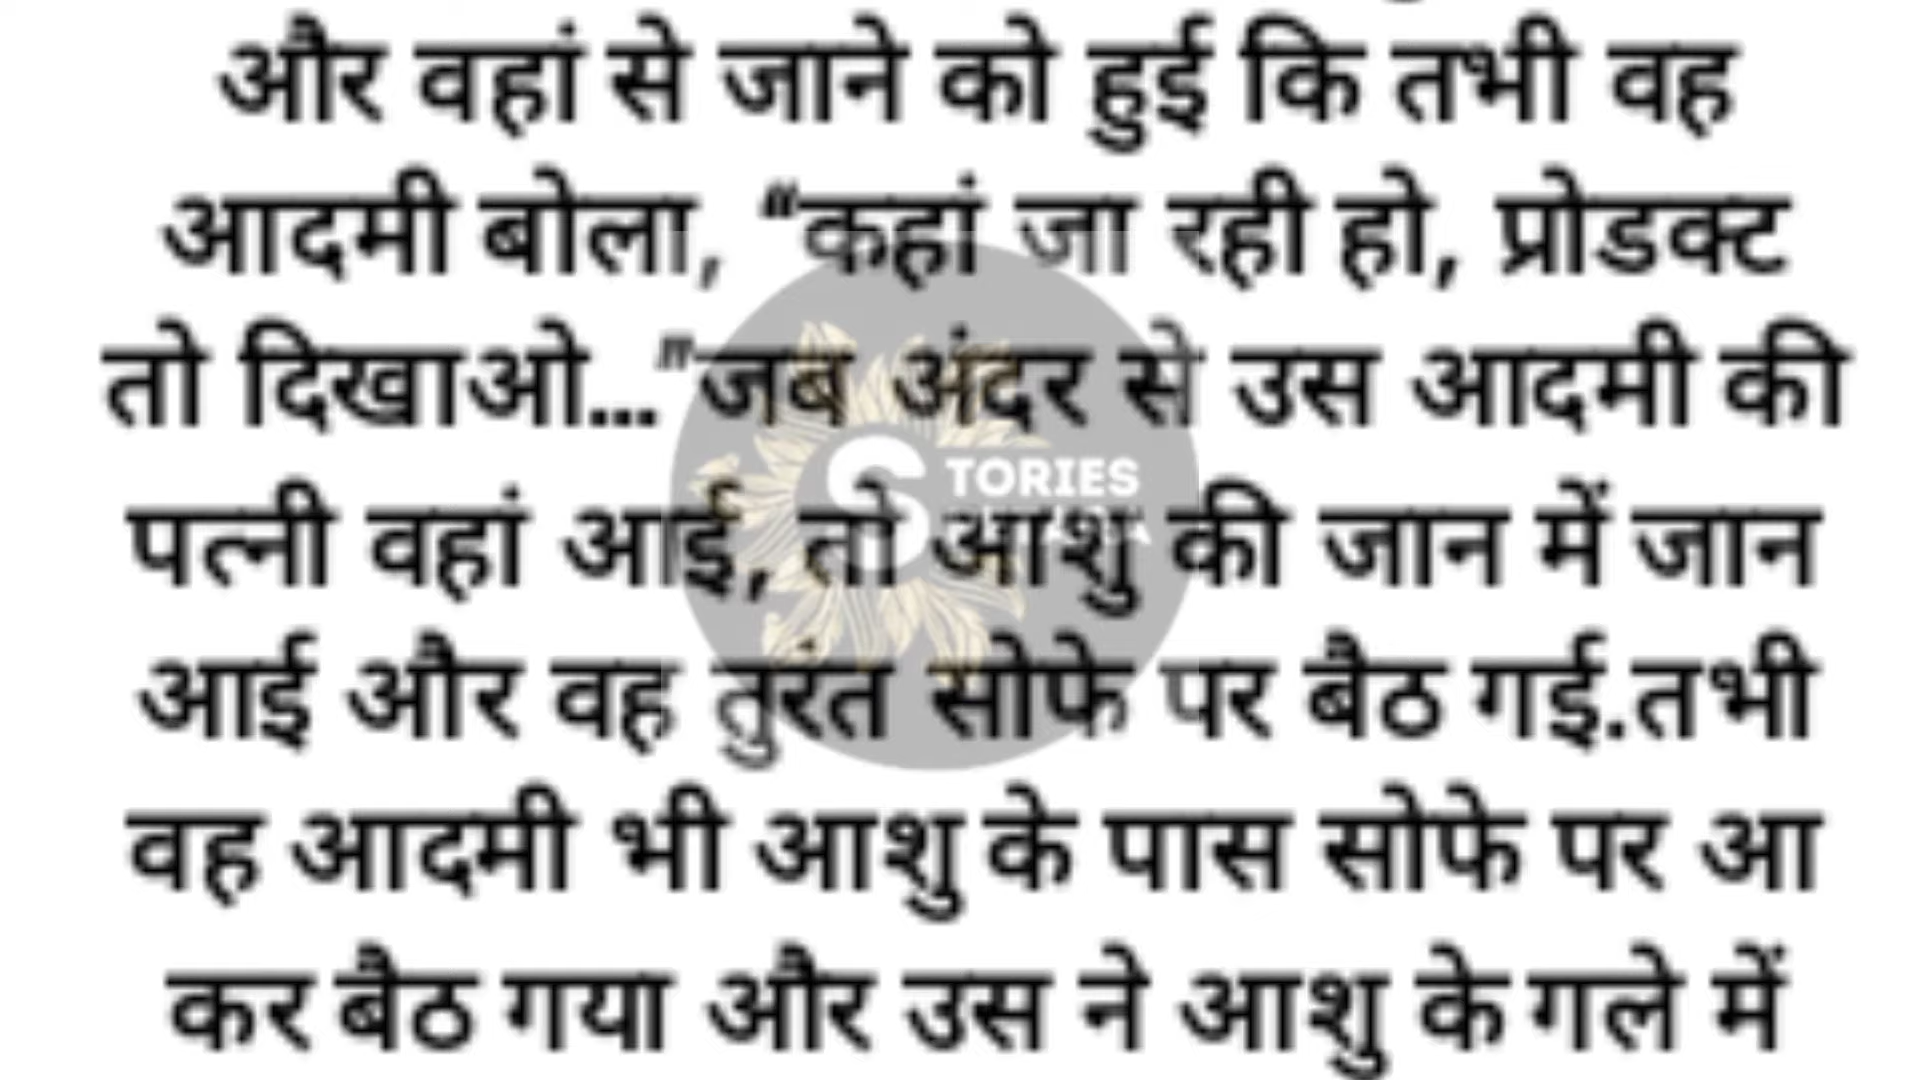 और वहां से जाने को हुई कि तभी वह
आदमी बोला, “कहां जा रही हो, प्रोडक्ट
तो दिखाओ..."जब अंदर से उस आदमी की
STORIES
पत्नी वहां आई, तो आशु की जान में जान
आई और वह तुरंत सोफे पर बैठ गई.तभी
वह आदमी भी आशु के पास सोफे पर आ
कर बैठ गया और उस ने आशु के गले में